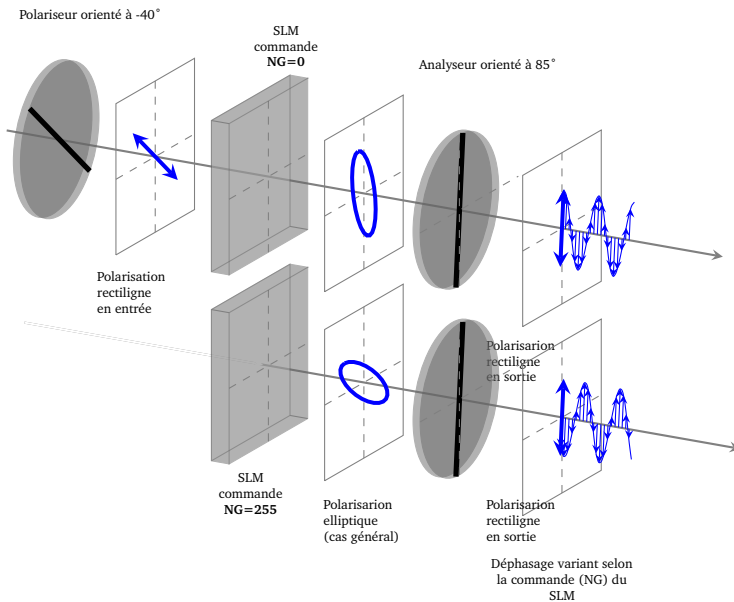 Polariseur orienté à -40˚
SLM
commande
NG=0
Analyseur orienté à 85˚
Polarisation
rectiligne
en entrée
Polarisarion
rectiligne
en sortie
SLM
commande
NG=255
Polarisarion
elliptique
(cas général)
Polarisarion
rectiligne
en sortie
Déphasage variant selon
la commande (NG) du
SLM